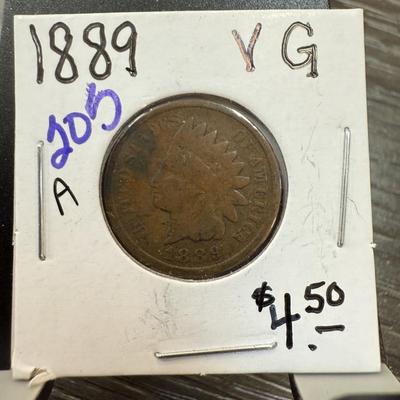 1889 VG
205
A
UNITED STATES OF AMERICA
1889
$4.50